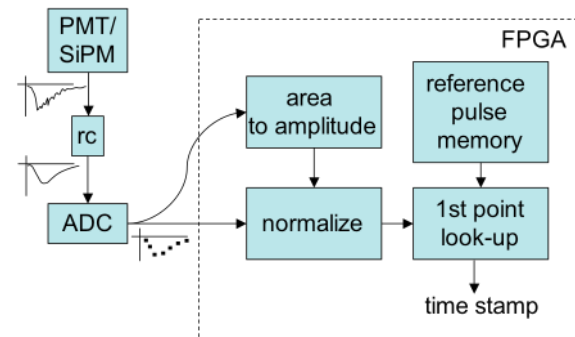 PMT/
SiPM
FPGA
rc
area
to amplitude
reference
pulse
memory
ADC
normalize
1st point
look-up
time stamp